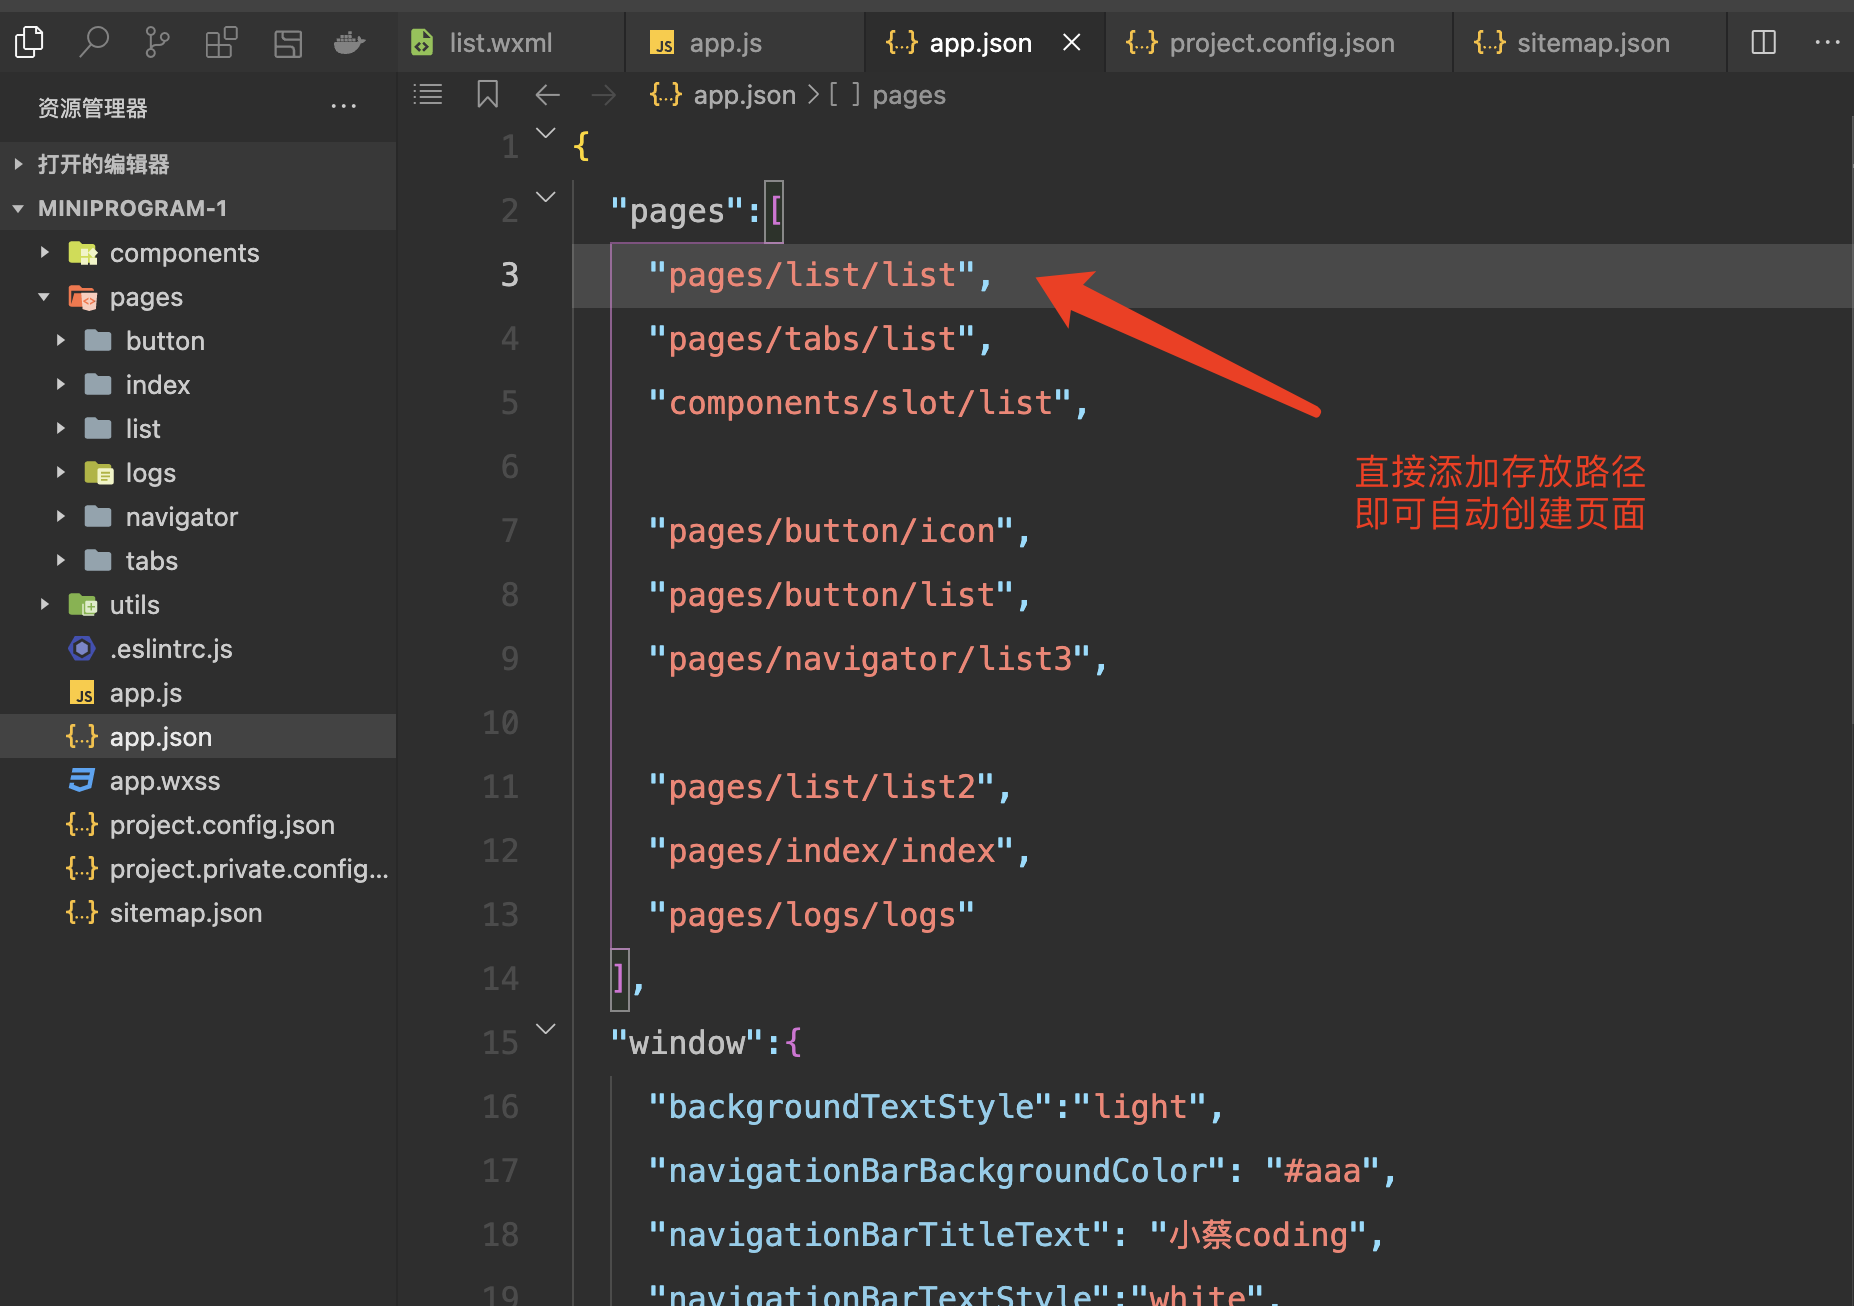 list.wxml
JS app.js
{...} app.json
{...} project.config.json
{...} sitemap.json
资源管理器
{...} app.json > [ ] pages
打开的编辑器
MINIPROGRAM-1
components
pages
button
index
list
logs
navigator
tabs
utils
.eslintrc.js
JS app.js
{...} app.json
app.wxss
{...} project.config.json
{...} project.private.config...
{...} sitemap.json
1 {
2 "pages":[
3 "pages/list/list",
4 "pages/tabs/list",
5 "components/slot/list",
6
7 "pages/button/icon",
8 "pages/button/list",
9 "pages/navigator/list3",
10
11 "pages/list/list2",
12 "pages/index/index",
13 "pages/logs/logs"
14 ],
15 "window":{
16 "backgroundTextStyle":"light",
17 "navigationBarBackgroundColor": "#aaa",
18 "navigationBarTitleText": "小蔡coding",
19 "navigationBarTextStyle":"white",
直接添加存放路径
即可自动创建页面